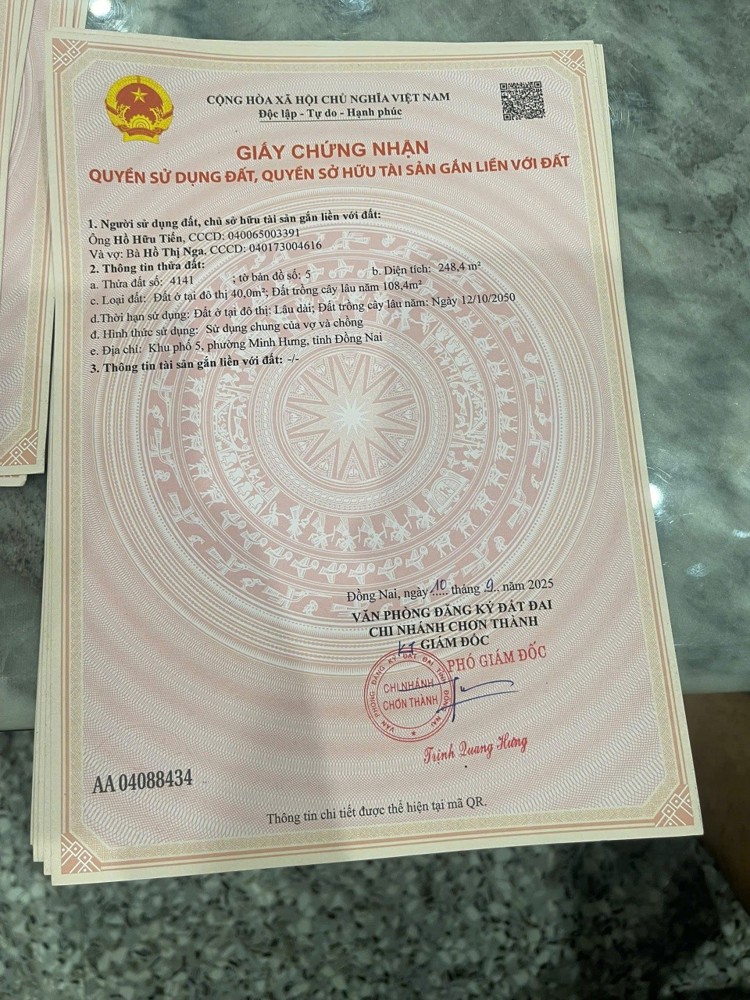 CỘNG HÒA XÃ HỘI CHỦ NGHĨA VIỆT NAM
Độc lập - Tự do - Hạnh phúc
GIẤY CHỨNG NHẬN
QUYỀN SỬ DỤNG ĐẤT, QUYỀN SỞ HỮU TÀI SẢN GẮN LIỀN VỚI ĐẤT
1. Người sử dụng đất, chủ sở hữu tài sản gắn liền với đất:
Ông Hồ Hữu Tiến, CCCD: 040065003391
Và vợ: Bà Hồ Thị Nga, CCCD: 040173004616
2. Thông tin thửa đất:
a. Thửa đất số: 4141 ; tờ bản đồ số: 5 b. Diện tích: 248,4 m²
c. Loại đất: Đất ở tại đô thị 40,0m²; Đất trồng cây lâu năm 108,4m²
d.Thời hạn sử dụng: Đất ở tại đô thị: Lâu dài; Đất trồng cây lâu năm: Ngày 12/10/2050
đ. Hình thức sử dụng: Sử dụng chung của vợ và chồng
e. Địa chỉ: Khu phố 5, phường Minh Hưng, tỉnh Đồng Nai
3. Thông tin tài sản gắn liền với đất: -/-
Đồng Nai, ngày 10 tháng 9 năm 2025
VĂN PHÒNG ĐĂNG KÝ ĐẤT ĐAI
CHI NHÁNH CHƠN THÀNH
KT GIÁM ĐỐC
PHÓ GIÁM ĐỐC
VĂN PHÒNG ĐĂNG KÝ ĐẤT ĐAI TỈNH ĐỒNG NAI
CHI NHÁNH
CHƠN THÀNH
Trịnh Quang Hưng
AA 04088434
Thông tin chi tiết được thể hiện tại mã QR.